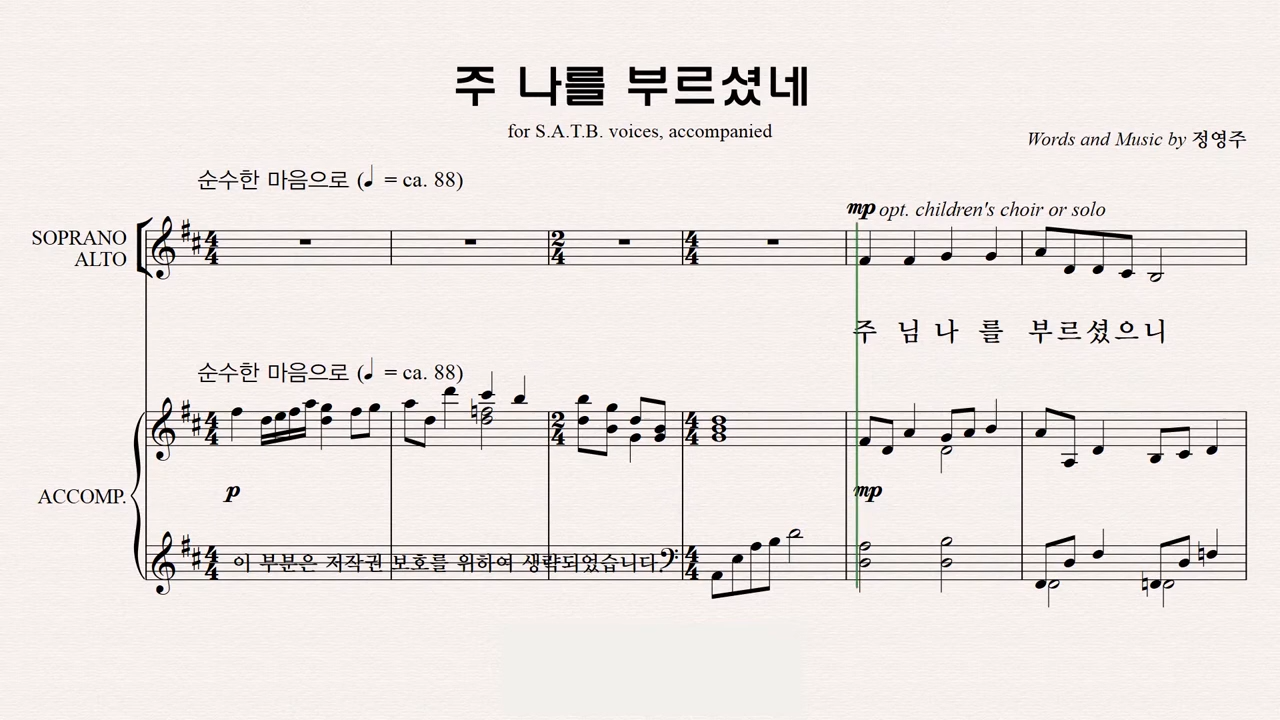 주 나를 부르셨네
for S.A.T.B. voices, accompanied
Words and Music by 정영주
순수한 마음으로 (♩ = ca. 88)
mp opt. children's choir or solo
SOPRANO
ALTO
주 님 나 를 부르셨으니
순수한 마음으로 (♩ = ca. 88)
ACCOMP.
p
mp
이 부분은 저작권 보호를 위하여 생략되었습니다